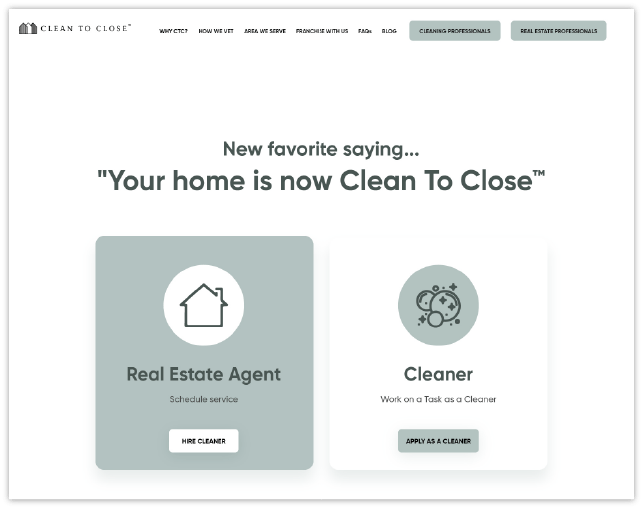 CLEAN TO CLOSE™
WHY CTC? HOW WE VET AREA WE SERVE FRANCHISE WITH US FAQs BLOG CLEANING PROFESSIONALS REAL ESTATE PROFESSIONALS
New favorite saying...
"Your home is now Clean To Close™
Real Estate Agent
Schedule service
HIRE CLEANER
Cleaner
Work on a Task as a Cleaner
APPLY AS A CLEANER